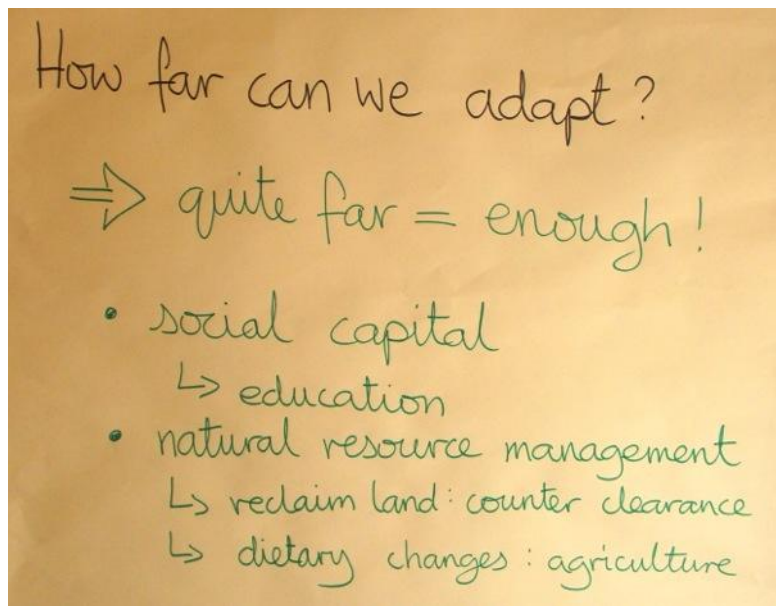 How far can we adapt?
⇒ quite far = enough!
• social capital
↳ education
• natural resource management
↳ reclaim land: counter clearance
↳ dietary changes: agriculture